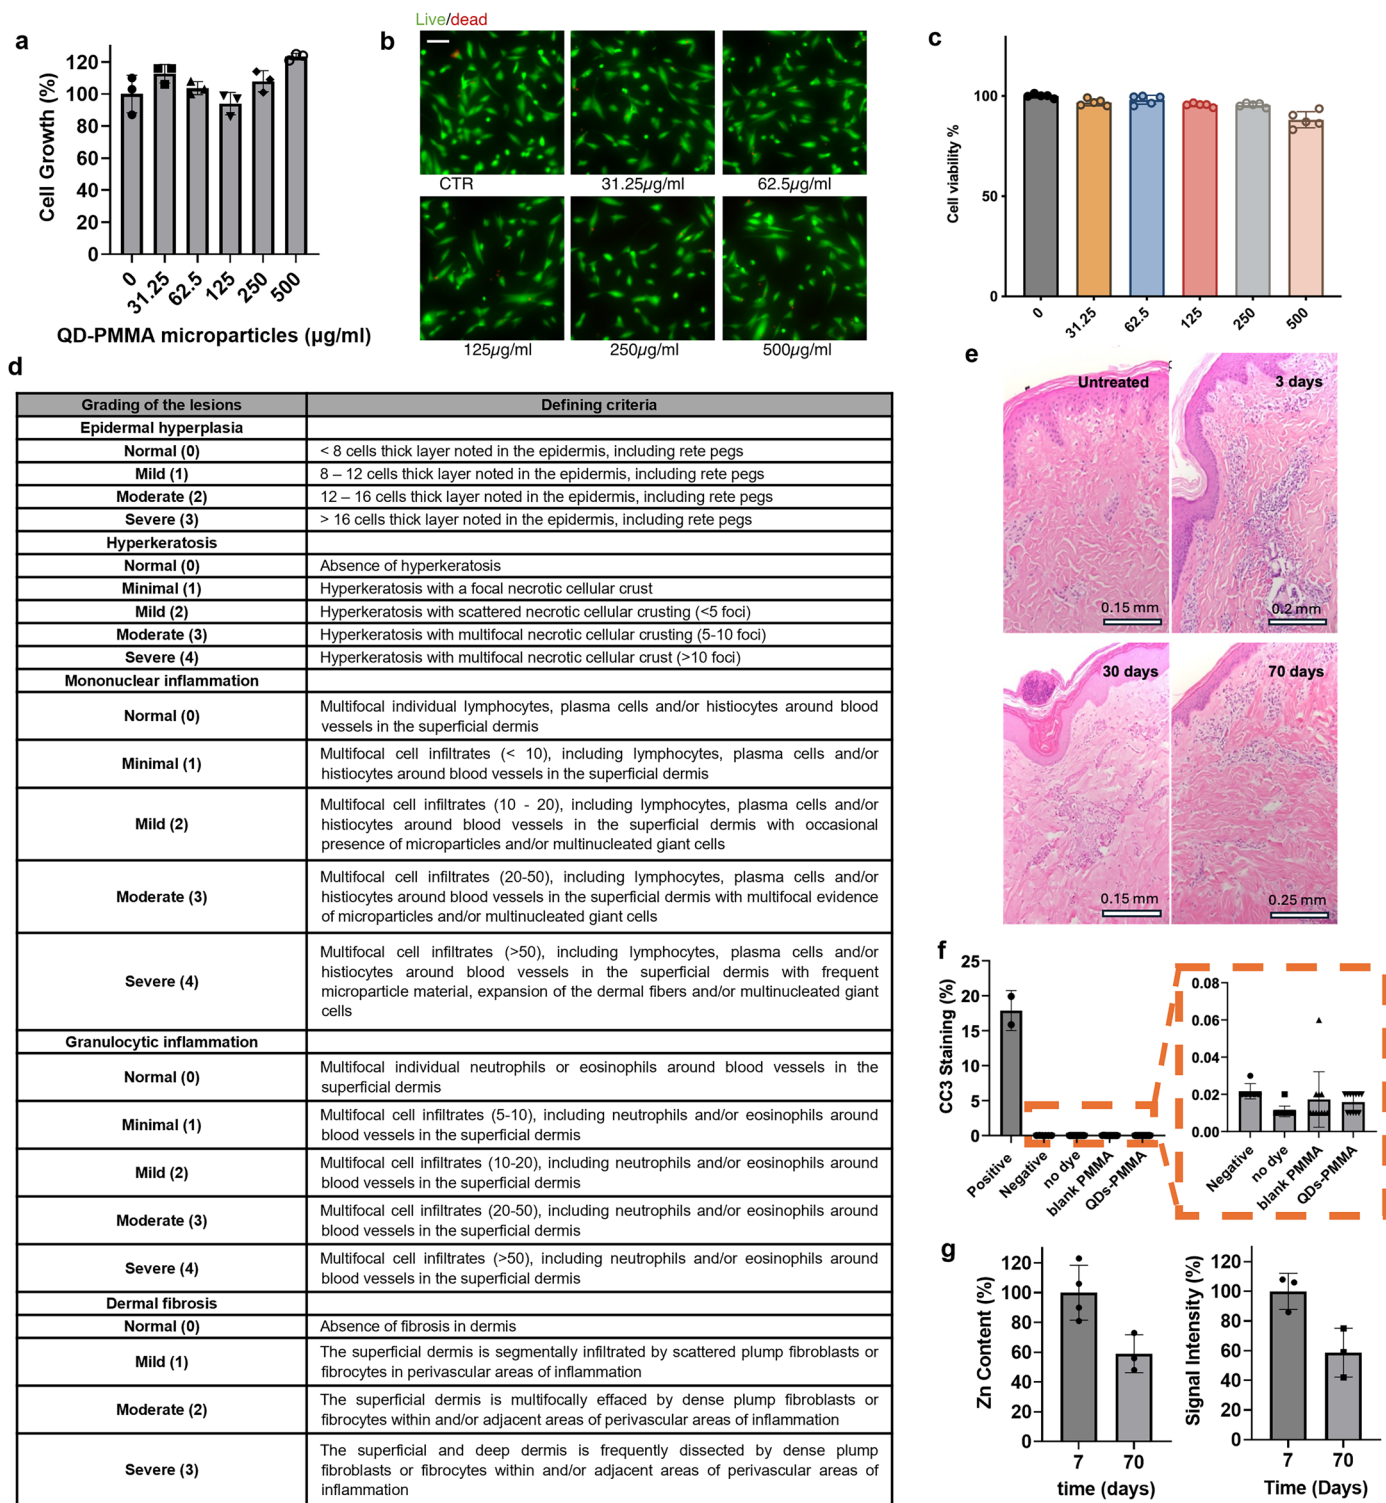 a
Cell Growth (%)
120
100
80
60
40
20
0
0
31.25
62.5
125
250
500
QD-PMMA microparticles (µg/ml)
b
Live/dead
CTR
31.25µg/ml
62.5µg/ml
125µg/ml
250µg/ml
500µg/ml
c
Cell viability %
100
50
0
0
31.25
62.5
125
250
500
d
Grading of the lesions
Defining criteria
Epidermal hyperplasia
Normal (0)
< 8 cells thick layer noted in the epidermis, including rete pegs
Mild (1)
8 – 12 cells thick layer noted in the epidermis, including rete pegs
Moderate (2)
12 – 16 cells thick layer noted in the epidermis, including rete pegs
Severe (3)
> 16 cells thick layer noted in the epidermis, including rete pegs
Hyperkeratosis
Normal (0)
Absence of hyperkeratosis
Minimal (1)
Hyperkeratosis with a focal necrotic cellular crust
Mild (2)
Hyperkeratosis with scattered necrotic cellular crusting (<5 foci)
Moderate (3)
Hyperkeratosis with multifocal necrotic cellular crusting (5-10 foci)
Severe (4)
Hyperkeratosis with multifocal necrotic cellular crust (>10 foci)
Mononuclear inflammation
Normal (0)
Multifocal individual lymphocytes, plasma cells and/or histiocytes around blood
vessels in the superficial dermis
Minimal (1)
Multifocal cell infiltrates (< 10), including lymphocytes, plasma cells and/or
histiocytes around blood vessels in the superficial dermis
Mild (2)
Multifocal cell infiltrates (10 - 20), including lymphocytes, plasma cells and/or
histiocytes around blood vessels in the superficial dermis with occasional
presence of microparticles and/or multinucleated giant cells
Moderate (3)
Multifocal cell infiltrates (20-50), including lymphocytes, plasma cells and/or
histiocytes around blood vessels in the superficial dermis with multifocal evidence
of microparticles and/or multinucleated giant cells
Severe (4)
Multifocal cell infiltrates (>50), including lymphocytes, plasma cells and/or
histiocytes around blood vessels in the superficial dermis with frequent
microparticle material, expansion of the dermal fibers and/or multinucleated giant
cells
Granulocytic inflammation
Normal (0)
Multifocal individual neutrophils or eosinophils around blood vessels in the
superficial dermis
Minimal (1)
Multifocal cell infiltrates (5-10), including neutrophils and/or eosinophils around
blood vessels in the superficial dermis
Mild (2)
Multifocal cell infiltrates (10-20), including neutrophils and/or eosinophils around
blood vessels in the superficial dermis
Moderate (3)
Multifocal cell infiltrates (20-50), including neutrophils and/or eosinophils around
blood vessels in the superficial dermis
Severe (4)
Multifocal cell infiltrates (>50), including neutrophils and/or eosinophils around
blood vessels in the superficial dermis
Dermal fibrosis
Normal (0)
Absence of fibrosis in dermis
Mild (1)
The superficial dermis is segmentally infiltrated by scattered plump fibroblasts or
fibrocytes in perivascular areas of inflammation
Moderate (2)
The superficial dermis is multifocally effaced by dense plump fibroblasts or
fibrocytes within and/or adjacent areas of perivascular areas of inflammation
Severe (3)
The superficial and deep dermis is frequently dissected by dense plump
fibroblasts or fibrocytes within and/or adjacent areas of perivascular areas of
inflammation
e
Untreated
0.15 mm
3 days
0.2 mm
30 days
0.15 mm
70 days
0.25 mm
f
CC3 Staining (%)
25
20
15
10
5
0
Positive
Negative
no dye
blank PMMA
QDs-PMMA
0.08
0.06
0.04
0.02
0.00
Negative
no dye
blank PMMA
QDs-PMMA
g
Zn Content (%)
120
100
80
60
40
20
0
7
70
time (days)
Signal Intensity (%)
120
100
80
60
40
20
0
7
70
Time (Days)